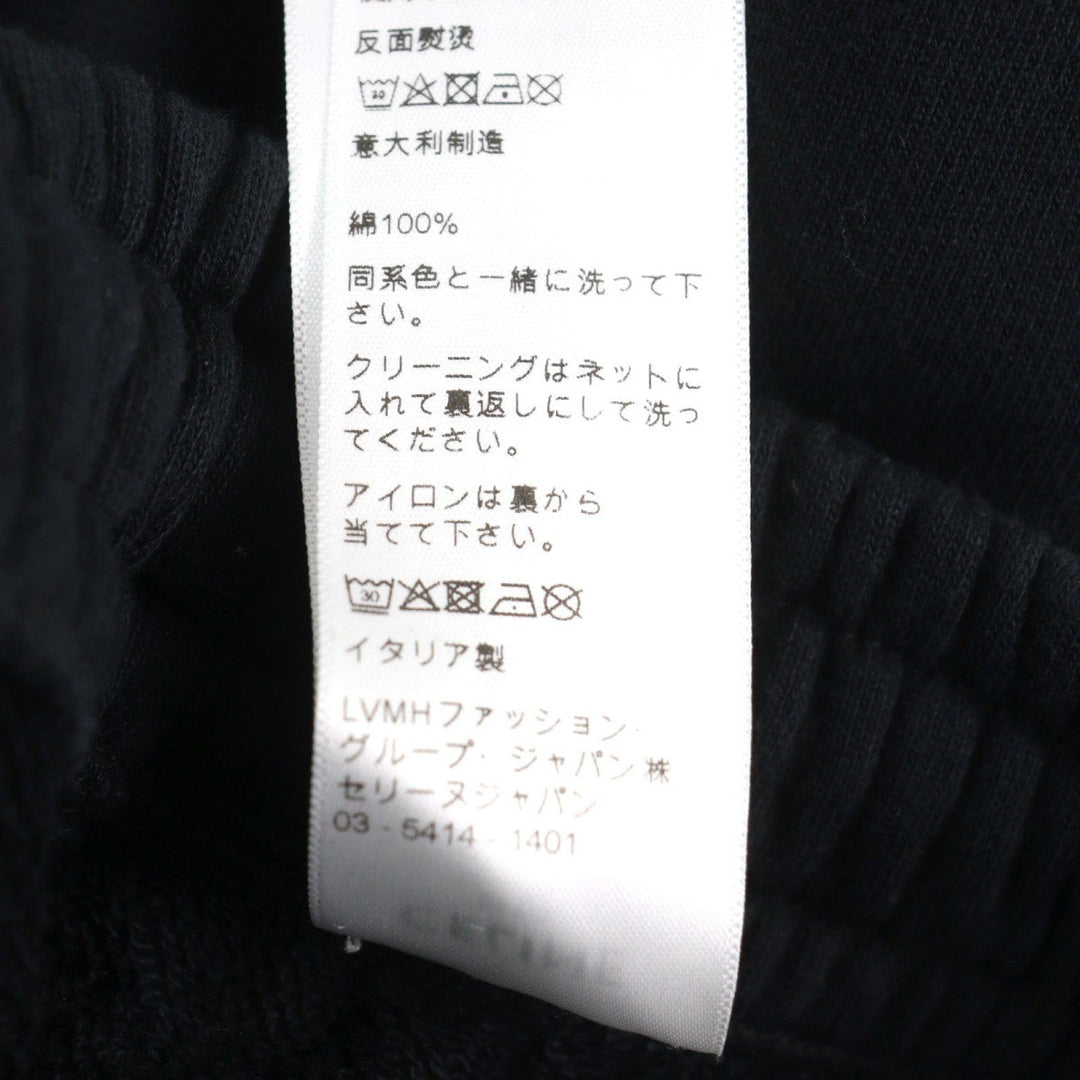 反面熨烫
30
意大利制造
綿100%
同系色と一緒に洗って下
さい。
クリーニングはネットに
入れて裏返しにして洗っ
てください。
アイロンは裏から
当てて下さい。
30
イタリア製
LVMHファッション・
グループ・ジャパン株
セリーヌジャパン
03 - 5414 - 1401